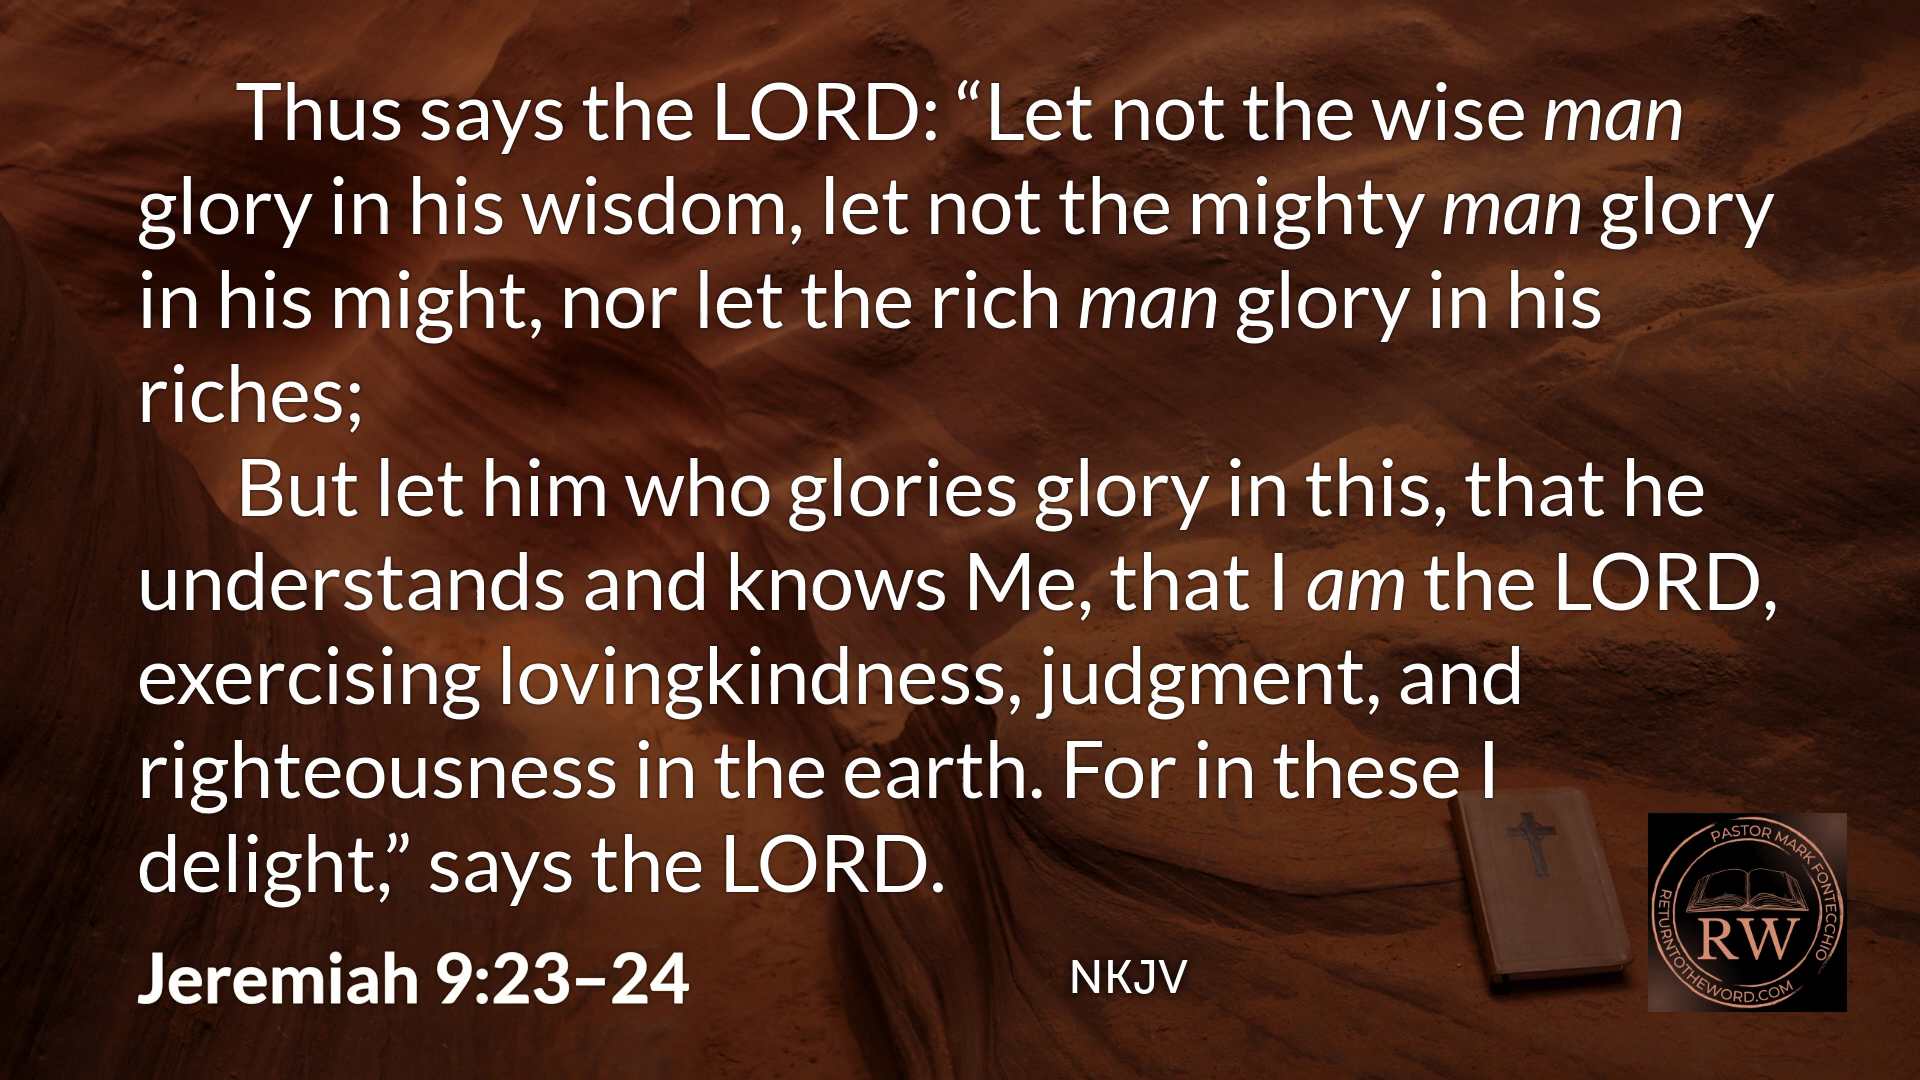 Thus says the LORD: “Let not the wise man
glory in his wisdom, let not the mighty man glory
in his might, nor let the rich man glory in his
riches;
But let him who glories glory in this, that he
understands and knows Me, that I am the LORD,
exercising lovingkindness, judgment, and
righteousness in the earth. For in these I
delight,” says the LORD.
Jeremiah 9:23–24
NKJV
PASTOR MARK FONTECCHIO
RW
RETURNTOTHEWORD.COM